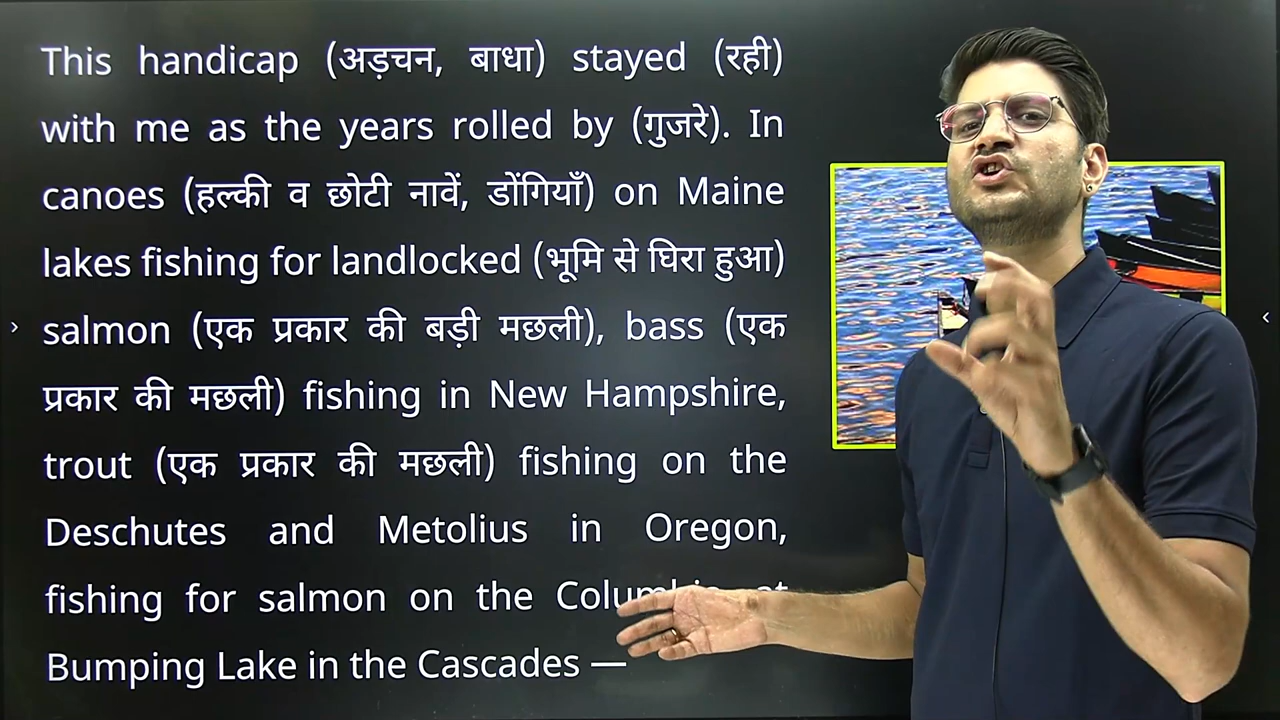 This handicap (अड़चन, बाधा) stayed (रही)
with me as the years rolled by (गुजरे). In
canoes (हल्की व छोटी नावें, डोंगियाँ) on Maine
lakes fishing for landlocked (भूमि से घिरा हुआ)
salmon (एक प्रकार की बड़ी मछली), bass (एक
प्रकार की मछली) fishing in New Hampshire,
trout (एक प्रकार की मछली) fishing on the
Deschutes and Metolius in Oregon,
fishing for salmon on the
Bumping Lake in the Cascades —